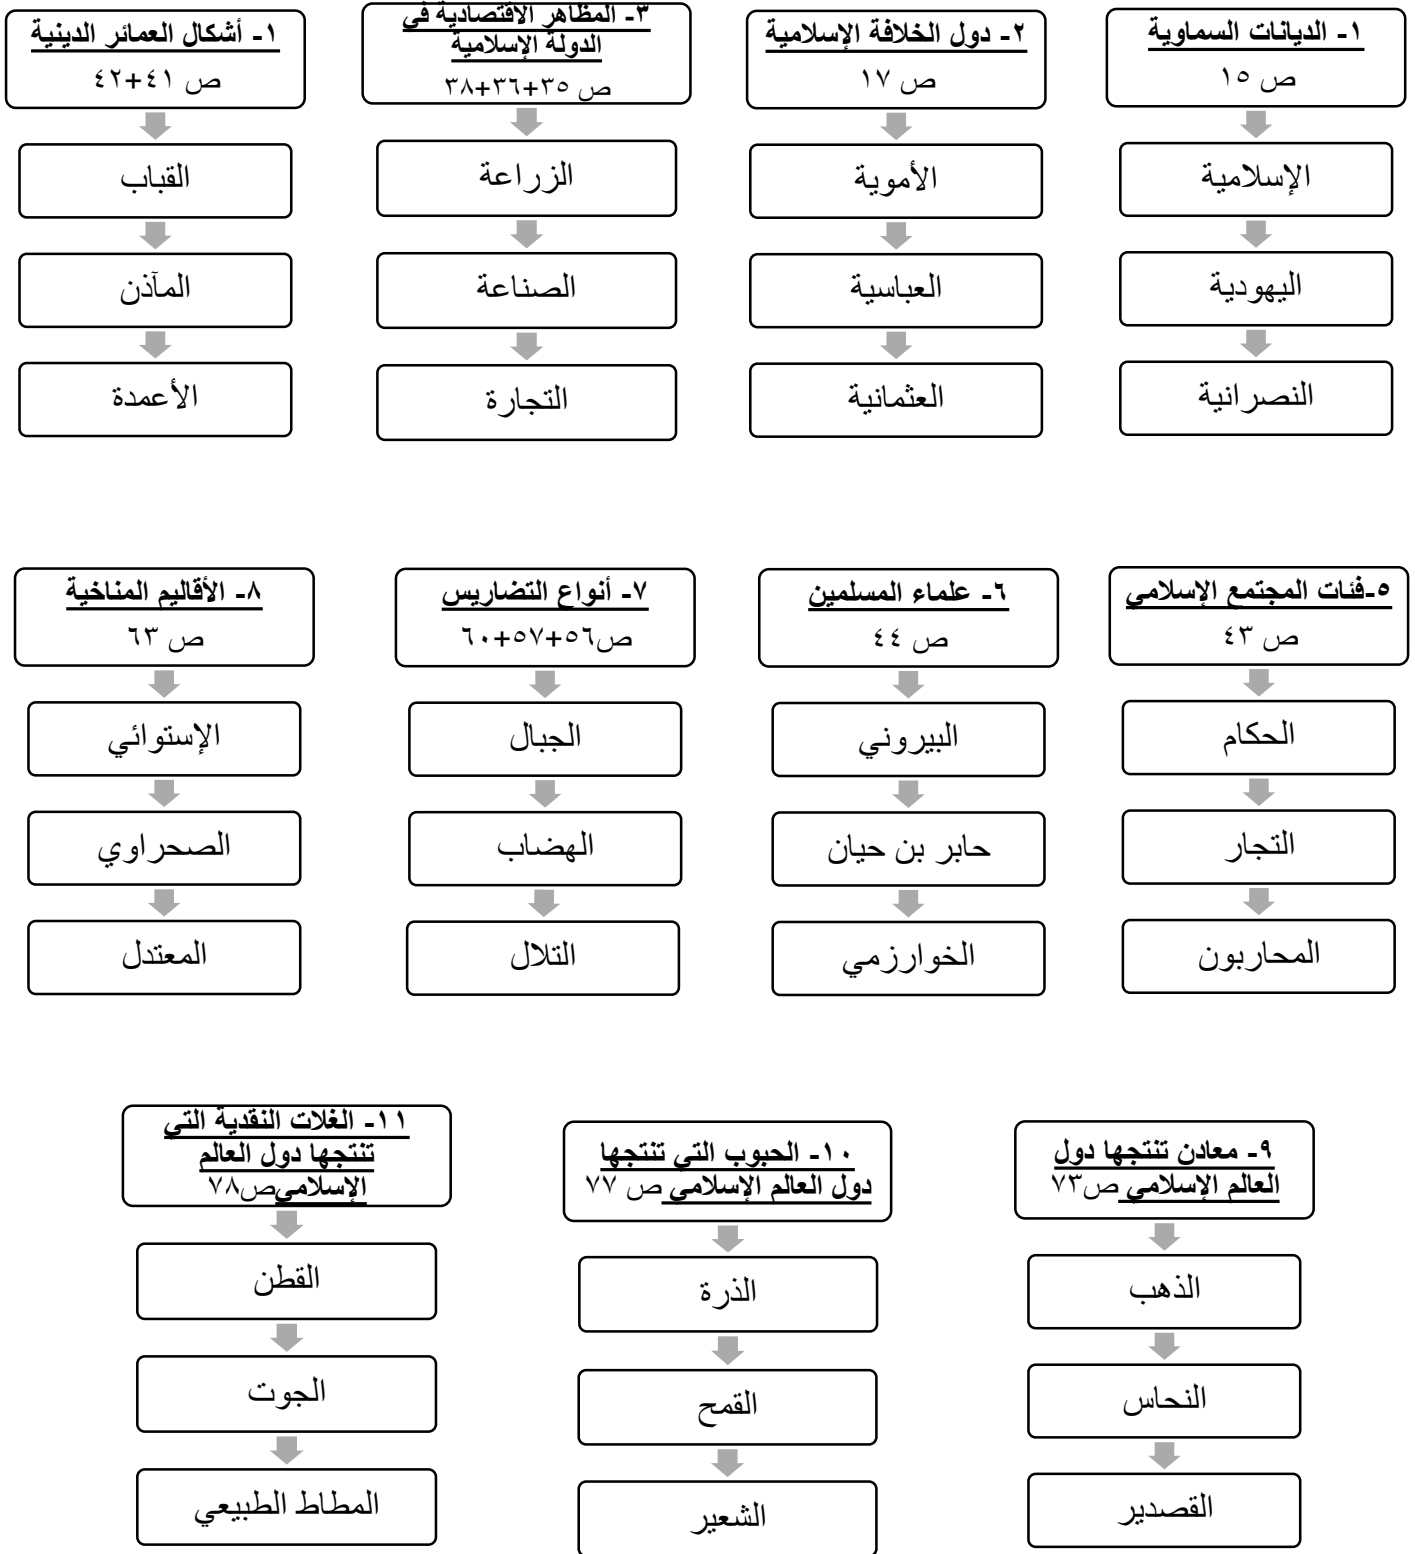 ١- الديانات السماوية
ص ١٥
الإسلامية
اليهودية
النصرانية
٢- دول الخلافة الإسلامية
ص ١٧
الأموية
العباسية
العثمانية
٣- المظاهر الاقتصادية في
الدولة الإسلامية
ص ٣٥+٣٦+٣٨
الزراعة
الصناعة
التجارة
١- أشكال العمائر الدينية
ص ٤١+٤٢
القباب
المآذن
الأعمدة
٥-فئات المجتمع الإسلامي
ص ٤٣
الحكام
التجار
المحاربون
٦- علماء المسلمين
ص ٤٤
البيروني
حابر بن حيان
الخوارزمي
٧- أنواع التضاريس
ص٥٦+٥٧+٦٠
الجبال
الهضاب
التلال
٨- الأقاليم المناخية
ص ٦٣
الإستوائي
الصحراوي
المعتدل
٩- معادن تنتجها دول
العالم الإسلامي ص٧٣
الذهب
النحاس
القصدير
١٠- الحبوب التي تنتجها
دول العالم الإسلامي ص ٧٧
الذرة
القمح
الشعير
١١- الغلات النقدية التي
تنتجها دول العالم
الإسلامي ص٧٨
القطن
الجوت
المطاط الطبيعي